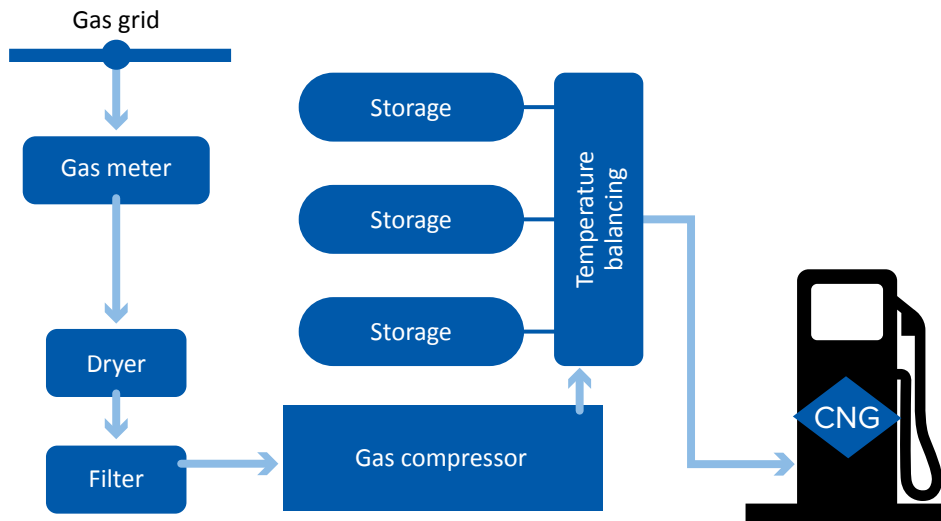 Gas grid
Gas meter
Dryer
Filter
Gas compressor
Storage
Storage
Storage
Temperature
balancing
CNG